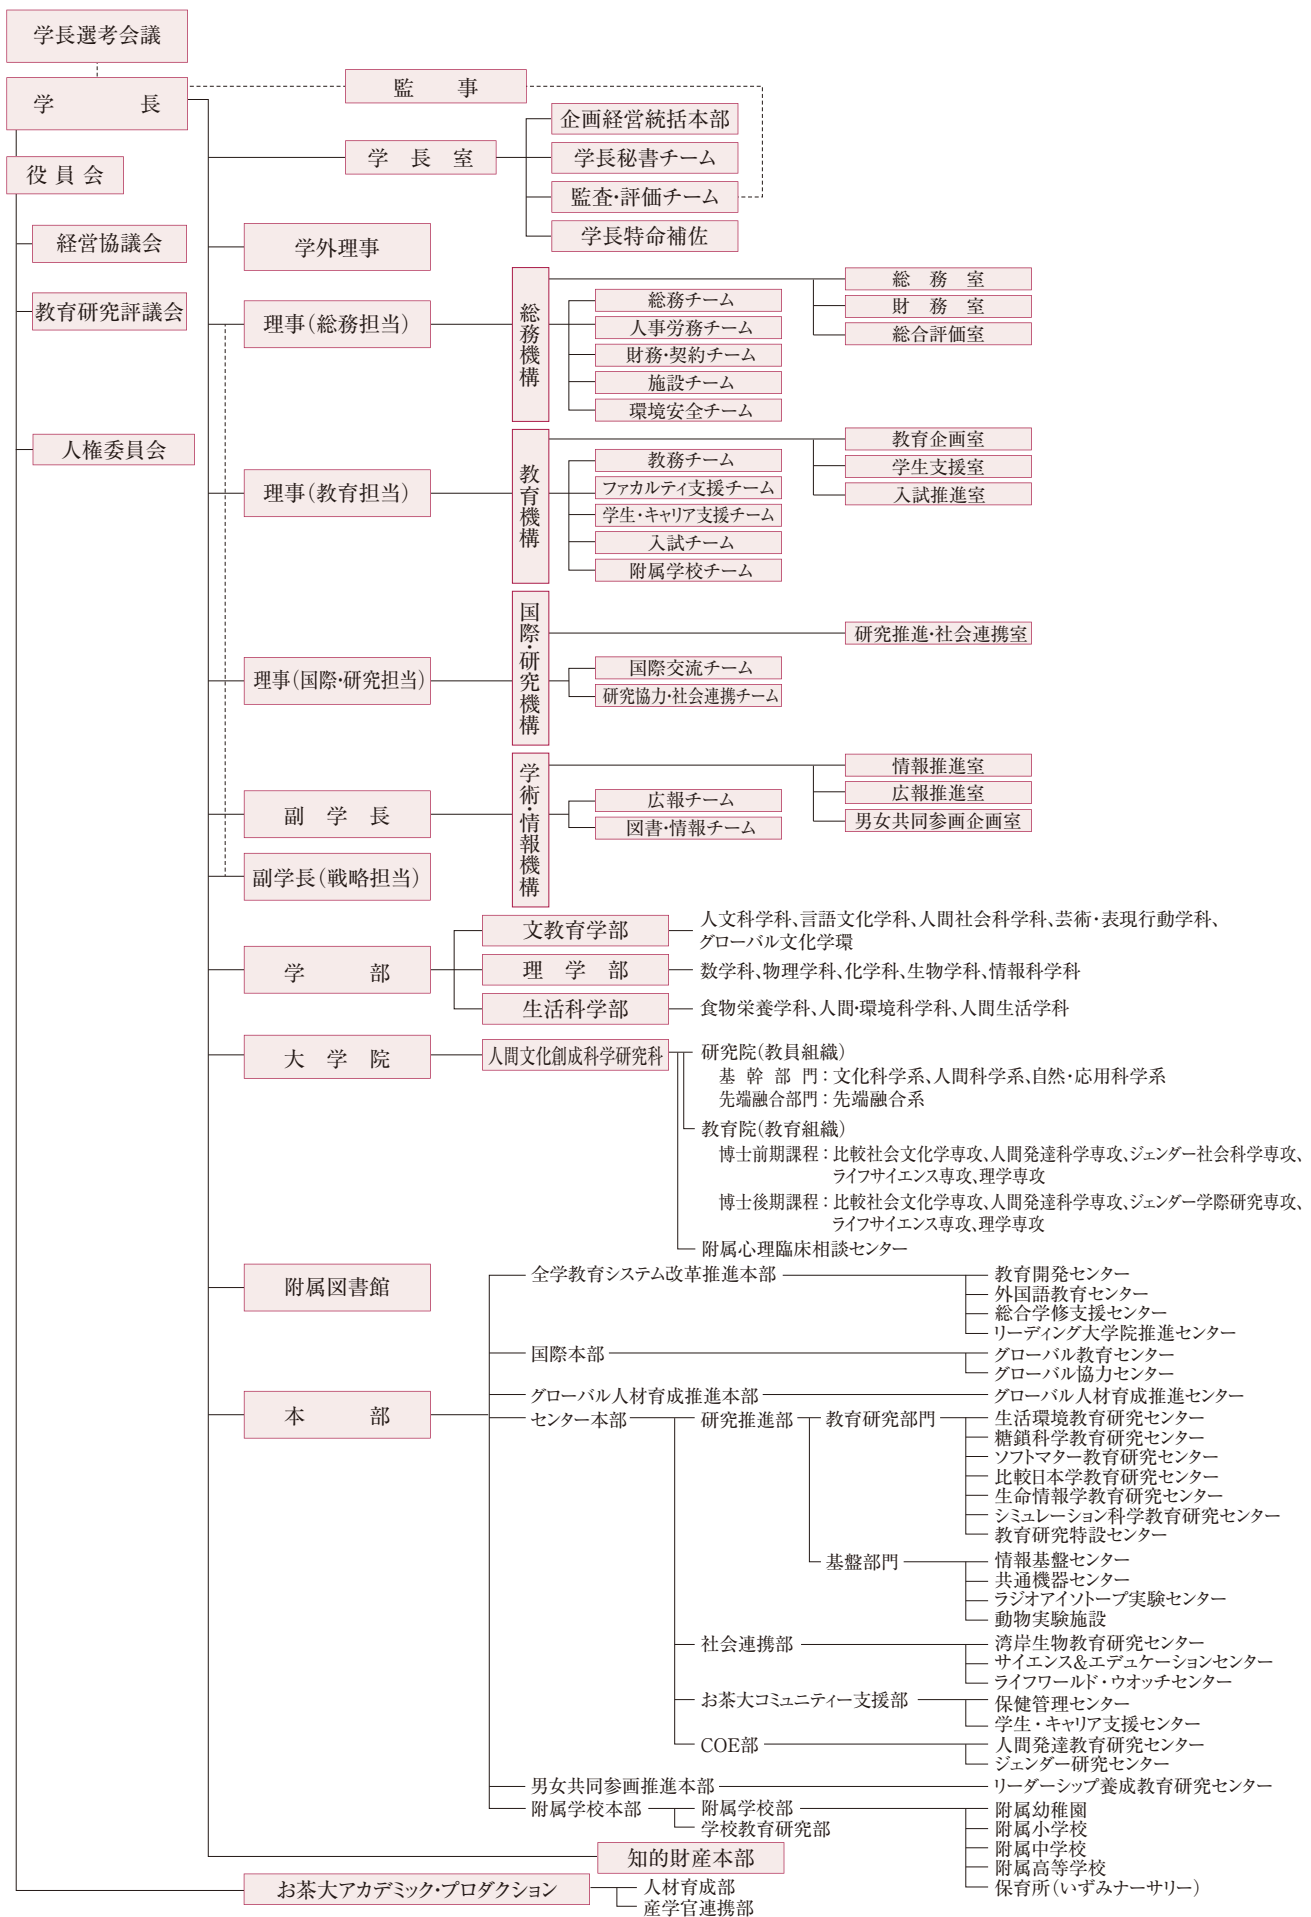 学長選考会議
学　長
監　事
企画経営統括本部
学長室
学長秘書チーム
役員会
監査・評価チーム
学長特命補佐
経営協議会
学外理事
教育研究評議会
理事（総務担当）
総務機構
総務室
財務室
総合評価室
総務チーム
人事労務チーム
財務・契約チーム
施設チーム
環境安全チーム
人権委員会
理事（教育担当）
教育機構
教育企画室
学生支援室
入試推進室
教務チーム
ファカルティ支援チーム
学生・キャリア支援チーム
入試チーム
附属学校チーム
理事（国際・研究担当）
国際・研究機構
研究推進・社会連携室
国際交流チーム
研究協力・社会連携チーム
副学長
学術・情報機構
情報推進室
広報推進室
男女共同参画企画室
広報チーム
図書・情報チーム
副学長（戦略担当）
学　部
文教育学部
人文科学科、言語文化学科、人間社会科学科、芸術・表現行動学科、
グローバル文化学環
理学部
数学科、物理学科、化学科、生物学科、情報科学科
生活科学部
食物栄養学科、人間・環境科学科、人間生活学科
大学院
人間文化創成科学研究科
研究院（教員組織）
基幹部門：文化科学系、人間科学系、自然・応用科学系
先端融合部門：先端融合系
教育院（教育組織）
博士前期課程：比較社会文化学専攻、人間発達科学専攻、ジェンダー社会科学専攻、
ライフサイエンス専攻、理学専攻
博士後期課程：比較社会文化学専攻、人間発達科学専攻、ジェンダー学際研究専攻、
ライフサイエンス専攻、理学専攻
附属心理臨床相談センター
附属図書館
本　部
全学教育システム改革推進本部
教育開発センター
外国語教育センター
総合学修支援センター
リーディング大学院推進センター
国際本部
グローバル教育センター
グローバル協力センター
グローバル人材育成推進本部
グローバル人材育成推進センター
センター本部
研究推進部
教育研究部門
生活環境教育研究センター
糖鎖科学教育研究センター
ソフトマター教育研究センター
比較日本学教育研究センター
生命情報学教育研究センター
シミュレーション科学教育研究センター
教育研究特設センター
基盤部門
情報基盤センター
共通機器センター
ラジオアイソトープ実験センター
動物実験施設
社会連携部
湾岸生物教育研究センター
サイエンス&エデュケーションセンター
ライフワールド・ウオッチセンター
お茶大コミュニティー支援部
保健管理センター
学生・キャリア支援センター
COE部
人間発達教育研究センター
ジェンダー研究センター
男女共同参画推進本部
リーダーシップ養成教育研究センター
附属学校本部
附属学校部
附属幼稚園
附属小学校
附属中学校
附属高等学校
保育所（いずみナーサリー）
学校教育研究部
知的財産本部
お茶大アカデミック・プロダクション
人材育成部
産学官連携部